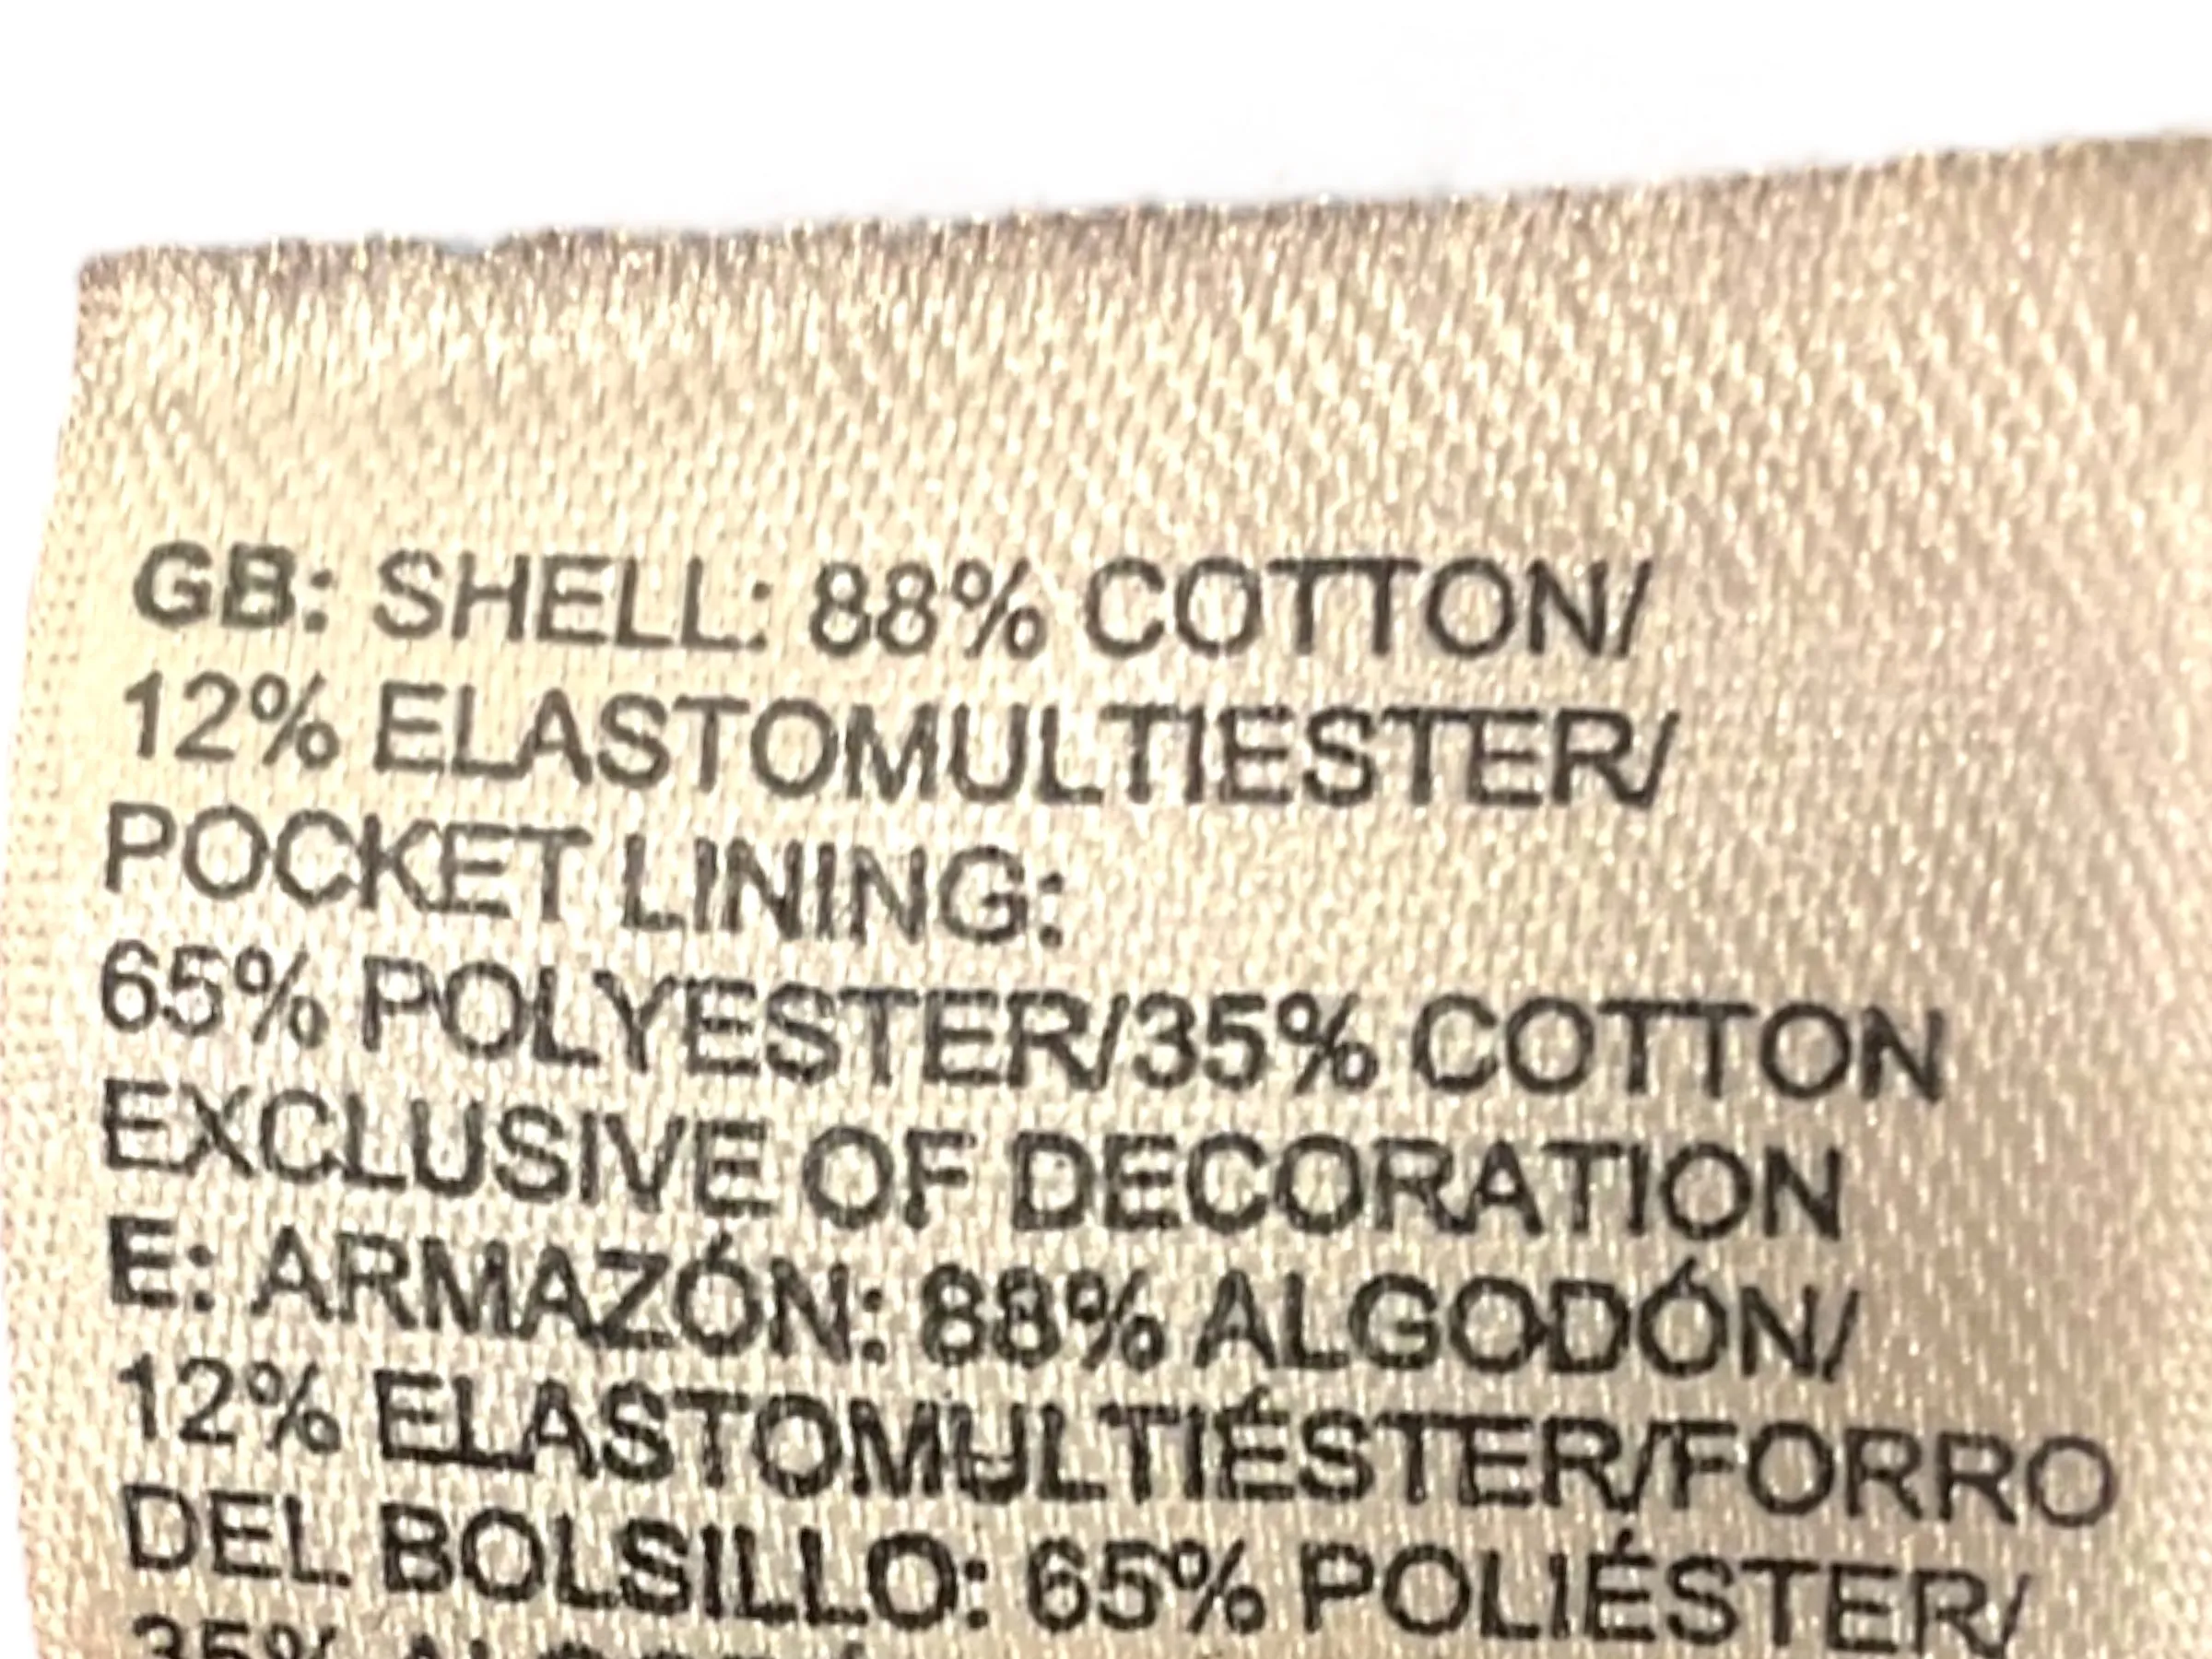 GB: SHELL: 88% COTTON/
12% ELASTOMULTIESTER/
POCKET LINING:
65% POLYESTER/35% COTTON
EXCLUSIVE OF DECORATION
E: ARMAZÓN: 88% ALGODÓN/
12% ELASTOMULTIÉSTER/FORRO
DEL BOLSILLO: 65% POLIÉSTER/
35%